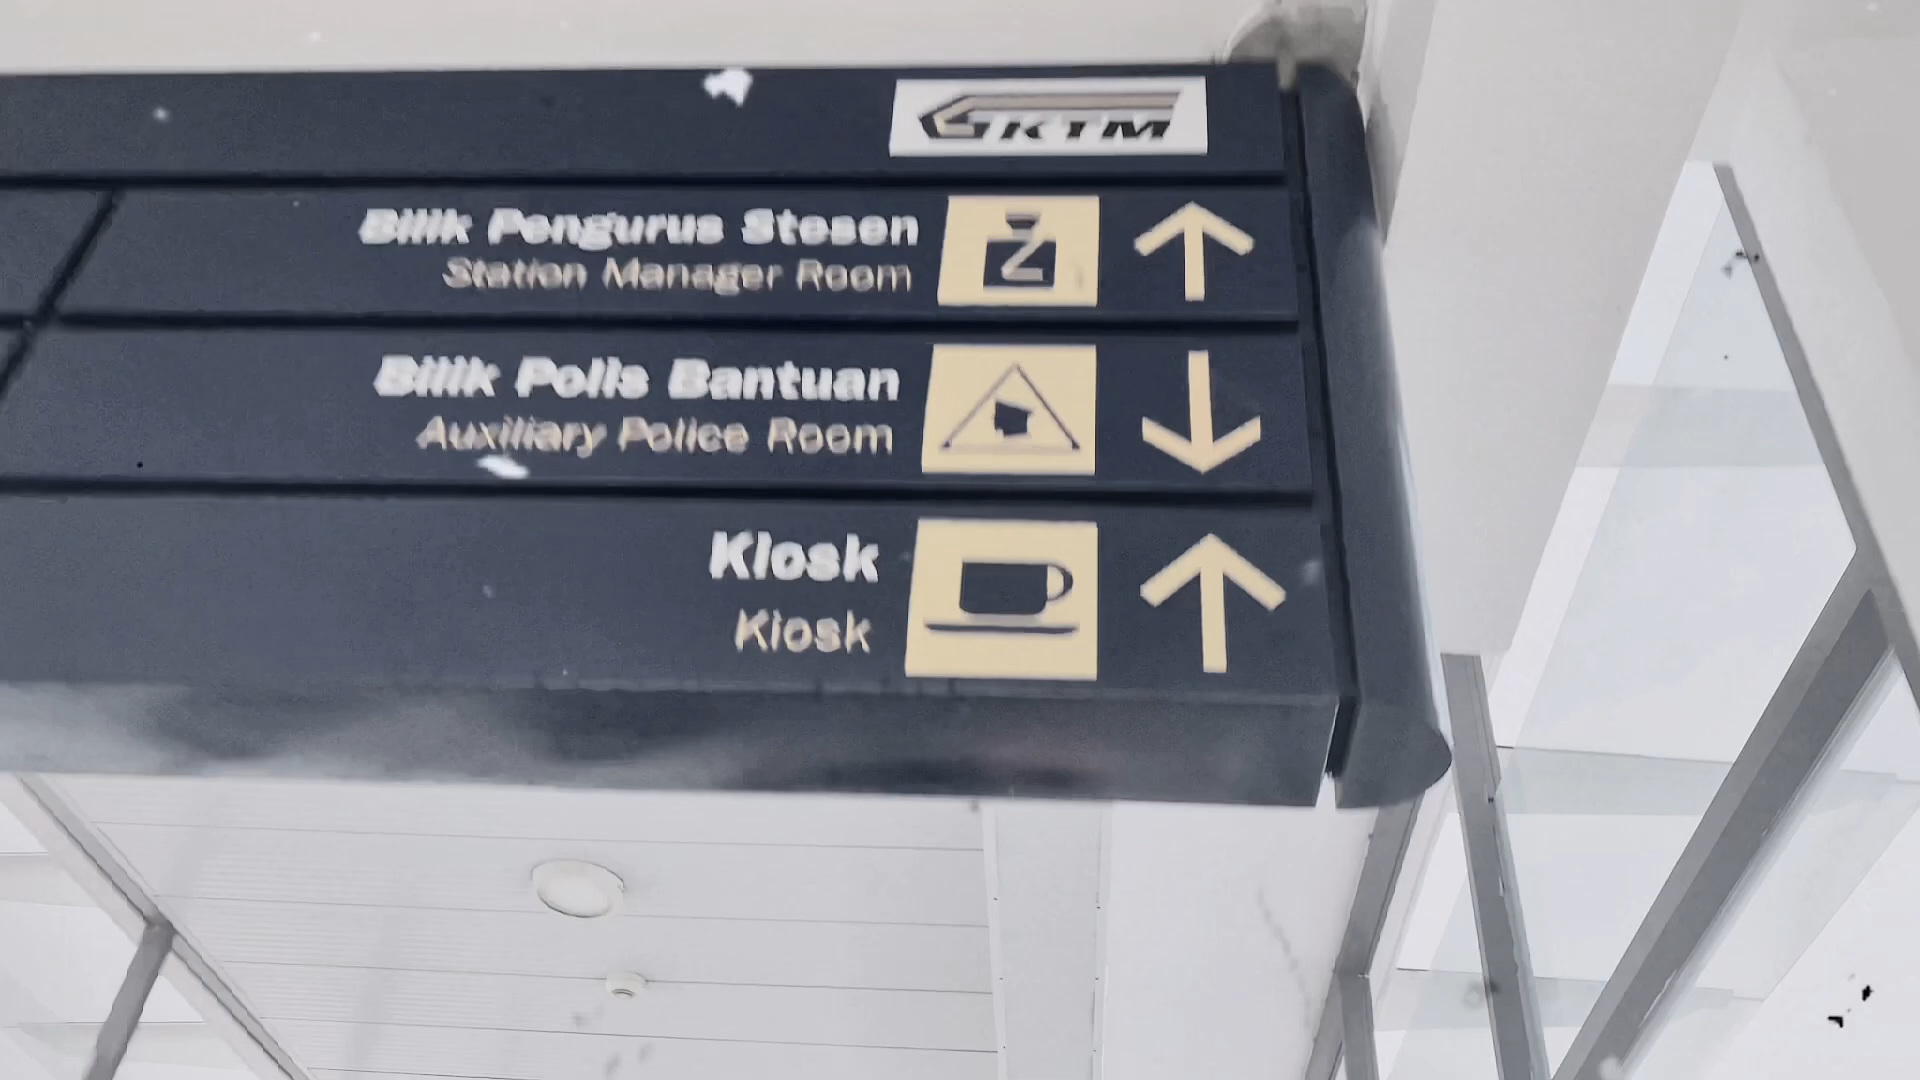 KTM
Bilik Pengurus Stesen
Station Manager Room
Bilik Polis Bantuan
Auxiliary Police Room
Kiosk
Kiosk